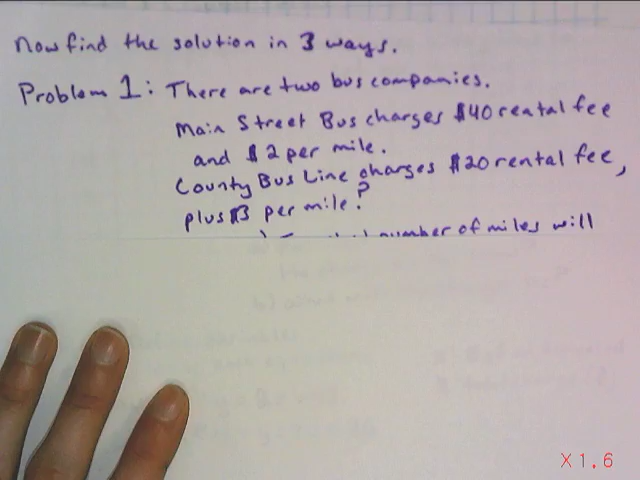 Now find the solution in 3 ways.
Problem 1: There are two bus companies.
Main Street Bus charges $40 rental fee
and $2 per mile.
County Bus Line charges $20 rental fee,
plus $3 per mile?
number of miles will
X1.6